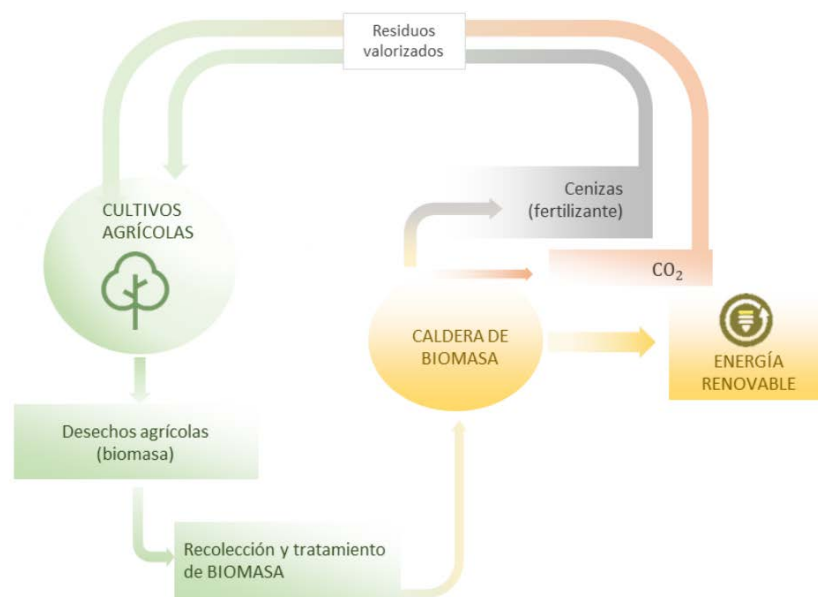 Residuos
valorizados
CULTIVOS
AGRÍCOLAS
Cenizas
(fertilizante)
CO₂
CALDERA DE
BIOMASA
ENERGÍA
RENOVABLE
Desechos agrícolas
(biomasa)
Recolección y tratamiento
de BIOMASA